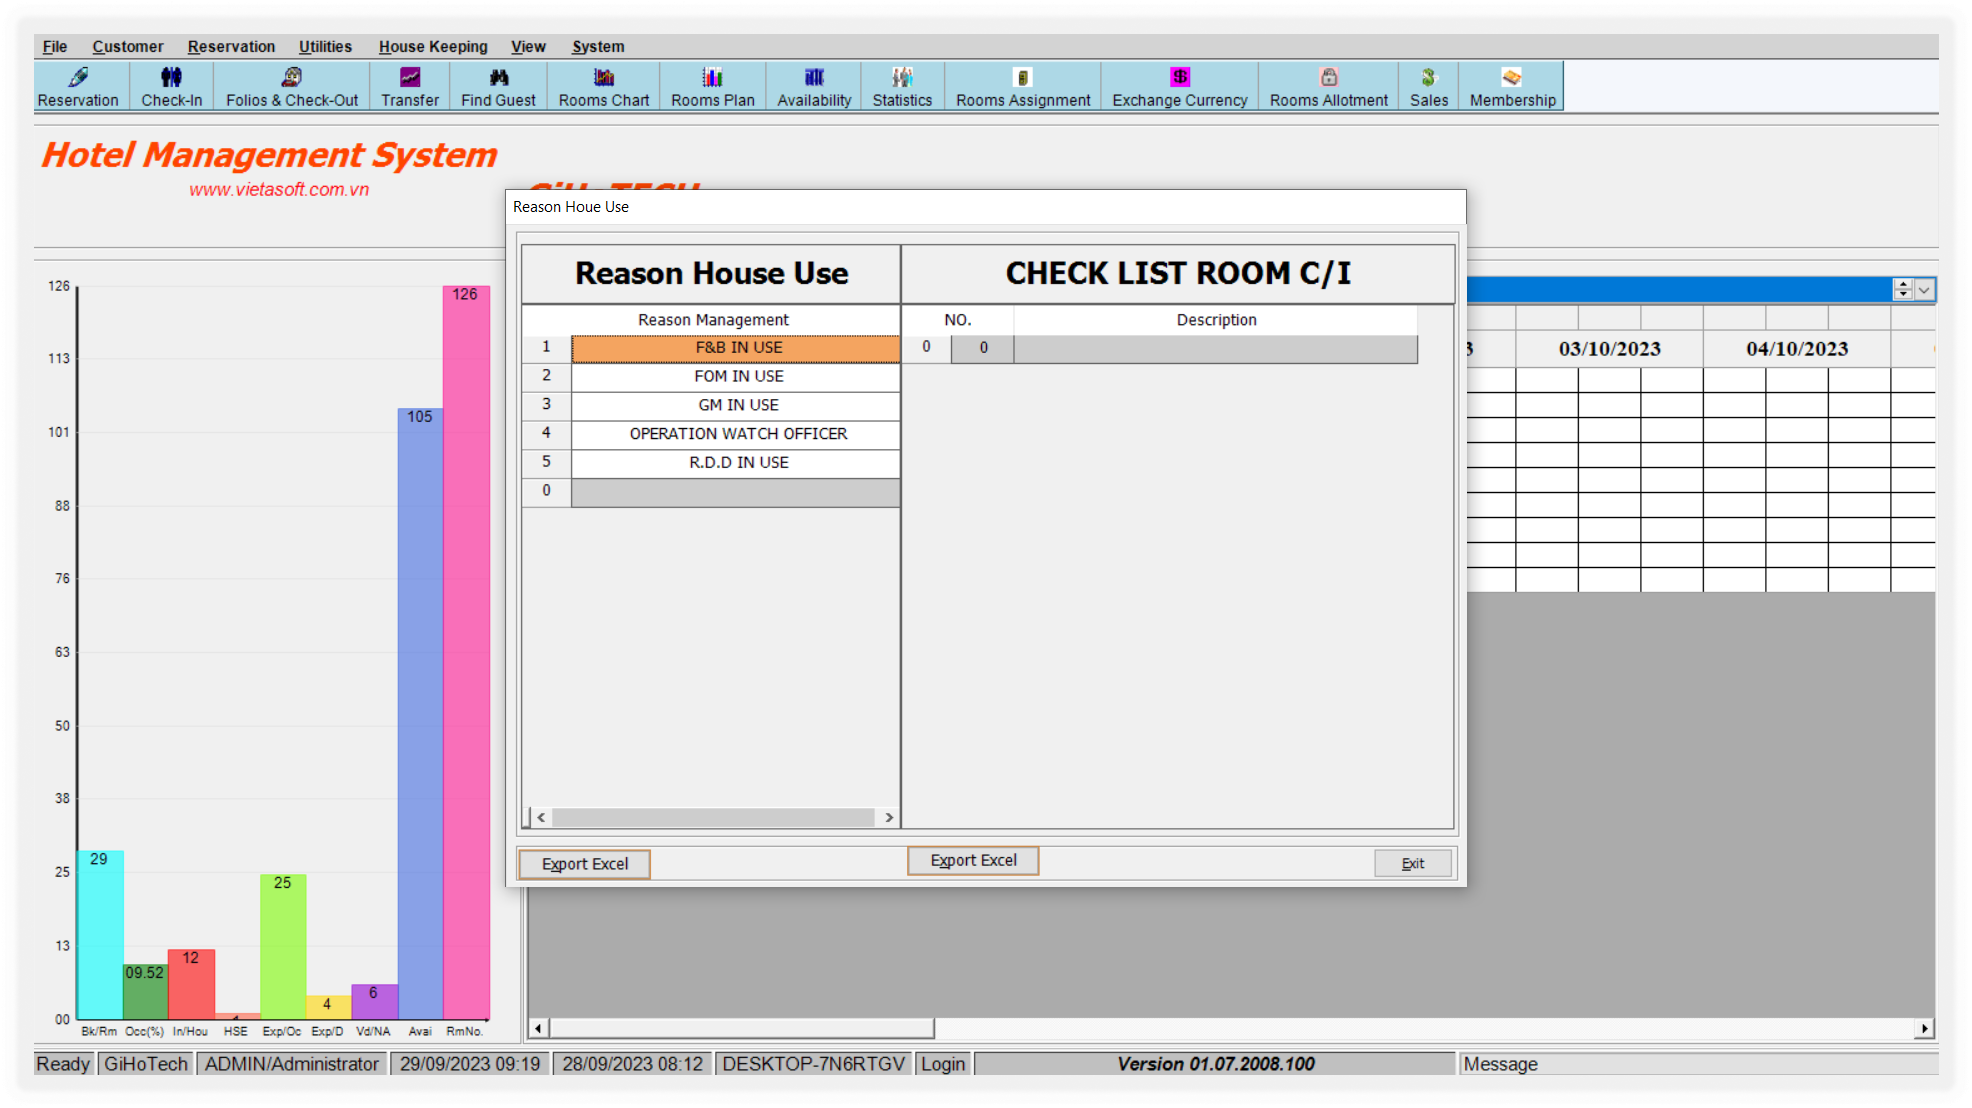 File Customer Reservation Utilities House Keeping View System
Reservation Check-In Folios & Check-Out Transfer Find Guest Rooms Chart Rooms Plan Availability Statistics Rooms Assignment Exchange Currency Rooms Allotment Sales Membership
Hotel Management System
www.vietasoft.com.vn
GiHoTECH
Reason Houe Use
Reason House Use CHECK LIST ROOM C/I
Reason Management NO. Description
1 F&B IN USE 0 0
2 FOM IN USE
3 GM IN USE
4 OPERATION WATCH OFFICER
5 R.D.D IN USE
0
Export Excel Export Excel Exit
3 03/10/2023 04/10/2023
126 126
113
105
101
88
76
63
50
38
29
25 25
13
12
09.52
6
4
00
Bk/Rm Occ(%) In/Hou HSE Exp/Oc Exp/D Vd/NA Avai RmNo.
Ready GiHoTech ADMIN/Administrator 29/09/2023 09:19 28/09/2023 08:12 DESKTOP-7N6RTGV Login Version 01.07.2008.100 Message